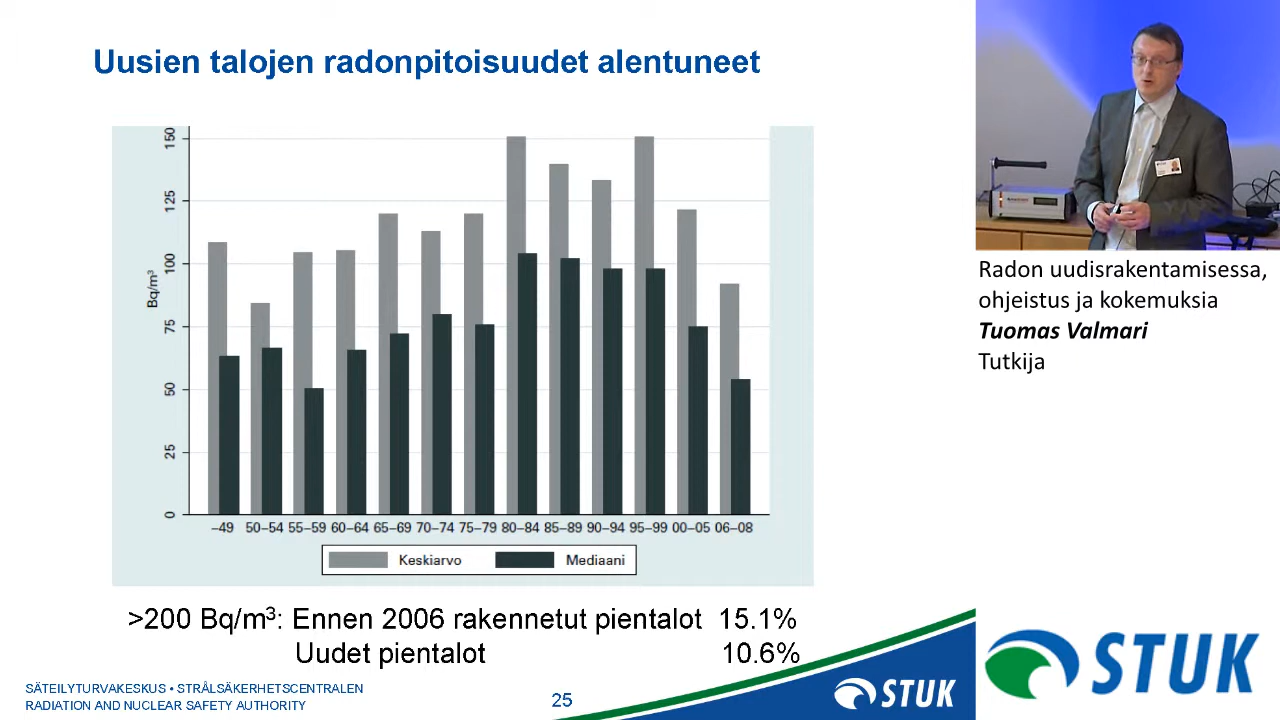 Uusien talojen radonpitoisuudet alentuneet
150
125
100
75
50
25
0
Bq/m³
–49 50–54 55–59 60–64 65–69 70–74 75–79 80–84 85–89 90–94 95–99 00–05 06–08
Keskiarvo Mediaani
>200 Bq/m³: Ennen 2006 rakennetut pientalot 15.1%
Uudet pientalot 10.6%
SÄTEILYTURVAKESKUS • STRÅLSÄKERHETSCENTRALEN
RADIATION AND NUCLEAR SAFETY AUTHORITY
25
STUK
Radon uudisrakentamisessa,
ohjeistus ja kokemuksia
Tuomas Valmari
Tutkija
STUK